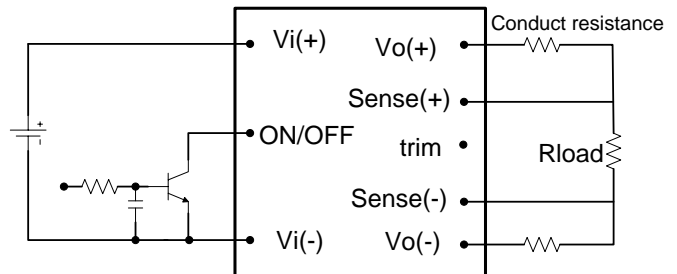 Conduct resistance
Vi(+)
Vo(+)
Sense(+)
ON/OFF
trim
Rload
Sense(-)
Vi(-)
Vo(-)
+
-